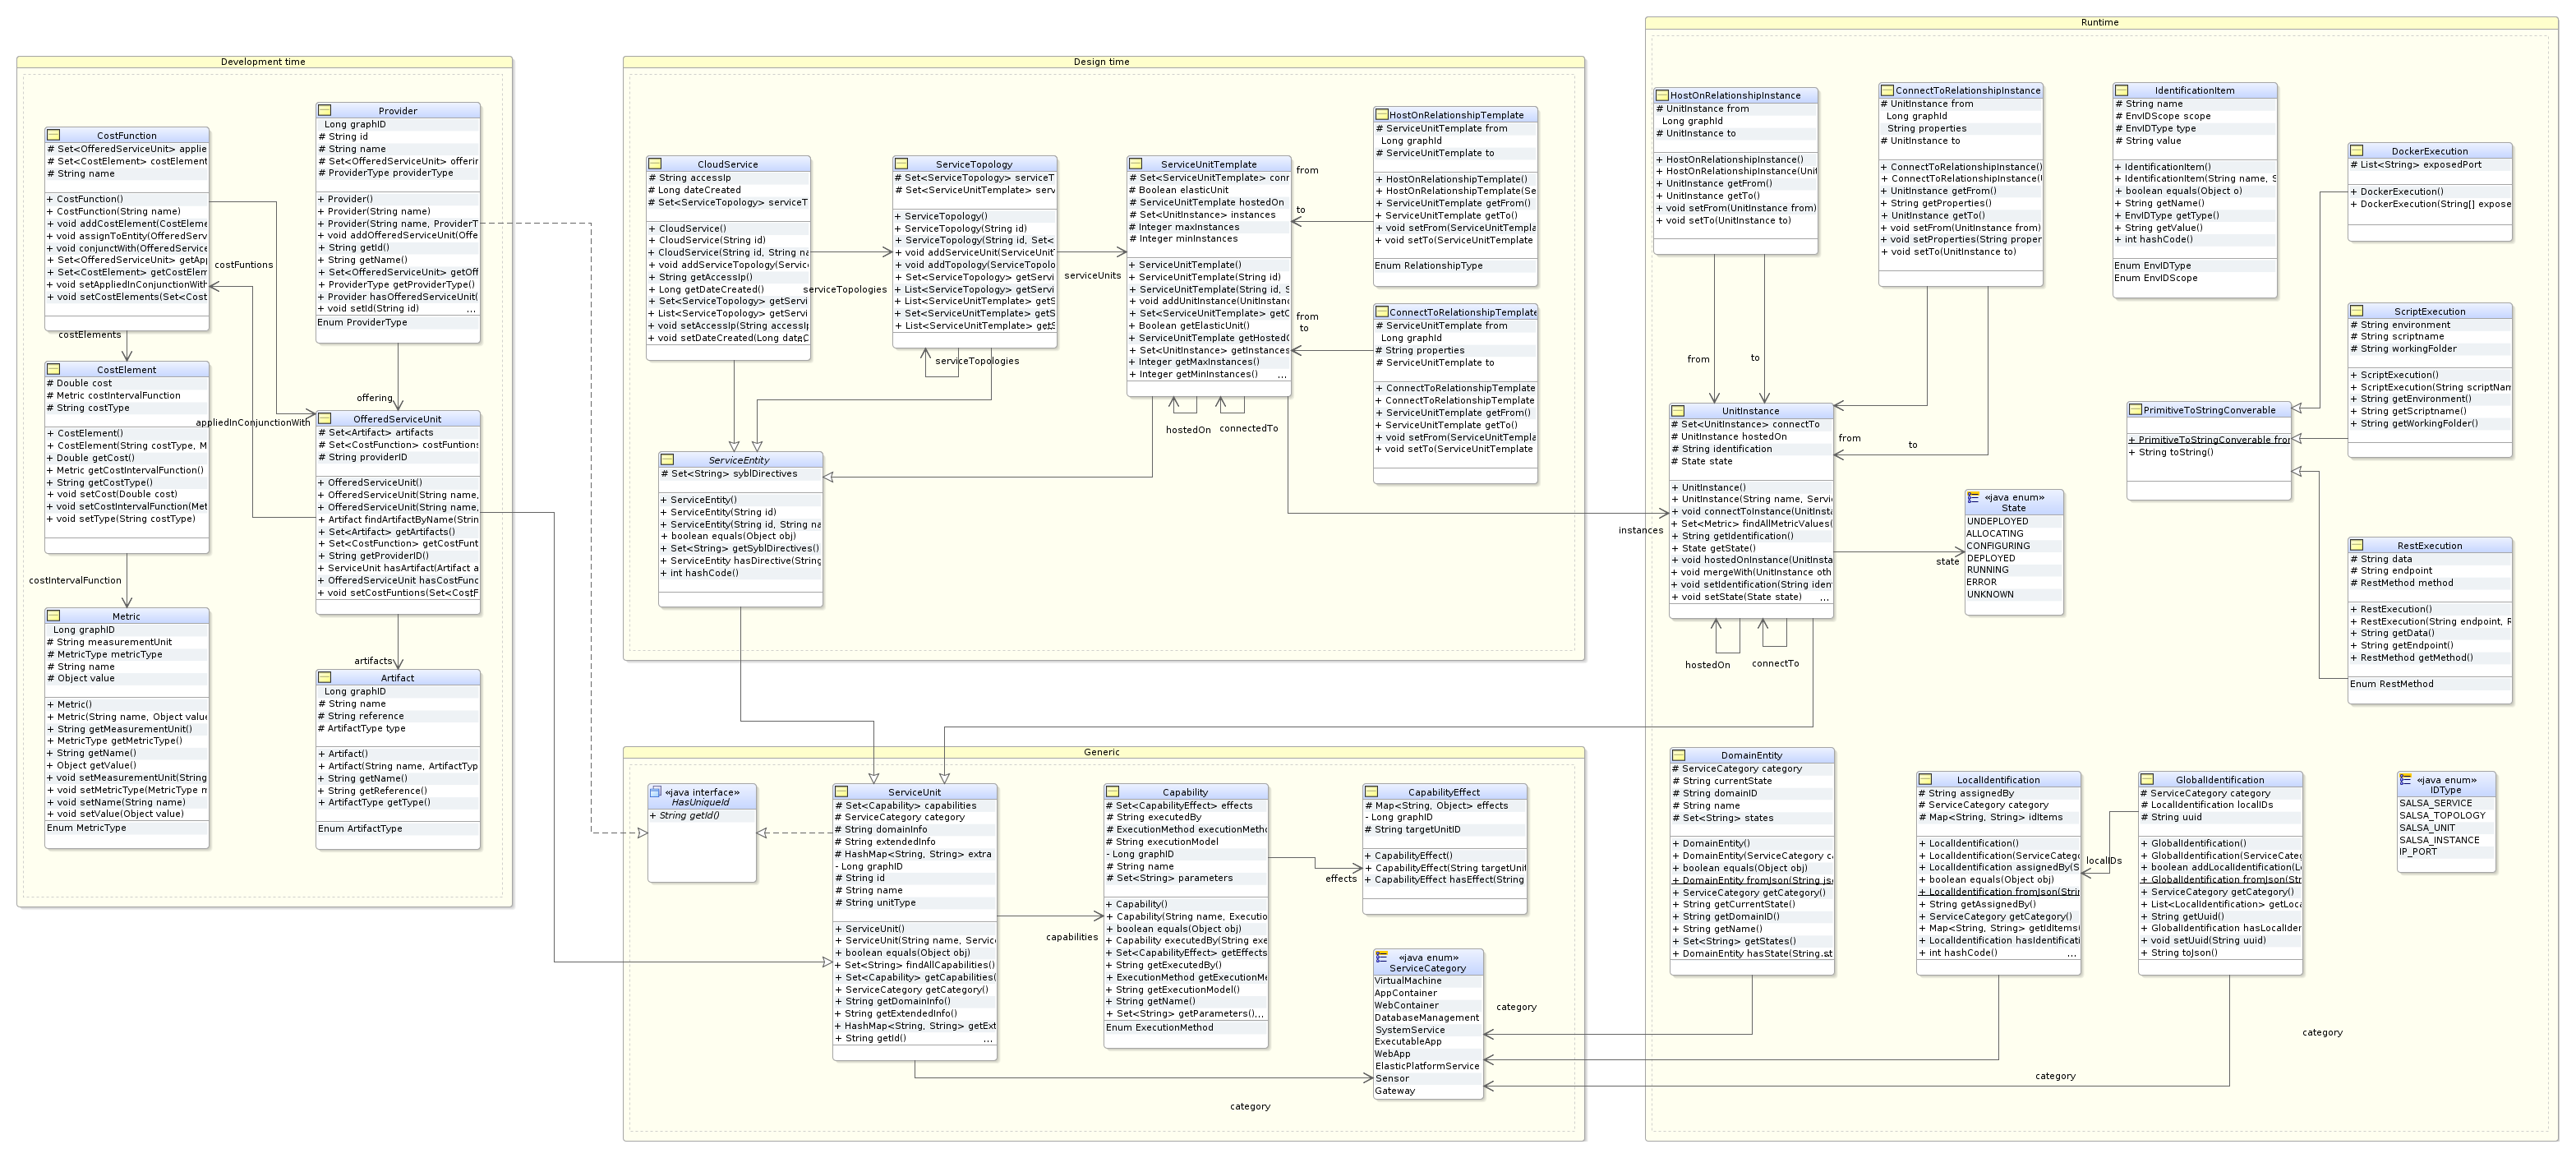 Development time
CostFunction
# Set<OfferedServiceUnit> applie
# Set<CostElement> costElement
# String name
+ CostFunction()
+ CostFunction(String name)
+ void addCostElement(CostEleme
+ void assignToEntity(OfferedServ
+ void conjunctWith(OfferedService
+ Set<OfferedServiceUnit> getApp
+ Set<CostElement> getCostElem
+ void setAppliedInConjunctionWith
+ void setCostElements(Set<Cost
costElements
CostElement
# Double cost
# Metric costIntervalFunction
# String costType
+ CostElement()
+ CostElement(String costType, M
+ Double getCost()
+ Metric getCostIntervalFunction()
+ String getCostType()
+ void setCost(Double cost)
+ void setCostIntervalFunction(Met
+ void setType(String costType)
costIntervalFunction
Metric
Long graphID
# String measurementUnit
# MetricType metricType
# String name
# Object value
+ Metric()
+ Metric(String name, Object value
+ String getMeasurementUnit()
+ MetricType getMetricType()
+ String getName()
+ Object getValue()
+ void setMeasurementUnit(String
+ void setMetricType(MetricType m
+ void setName(String name)
+ void setValue(Object value)
Enum MetricType
Provider
Long graphID
# String id
# String name
# Set<OfferedServiceUnit> offerin
# ProviderType providerType
+ Provider()
+ Provider(String name)
+ Provider(String name, ProviderT
+ void addOfferedServiceUnit(Offe
+ String getId()
+ String getName()
+ Set<OfferedServiceUnit> getOff
+ ProviderType getProviderType()
+ Provider hasOfferedServiceUnit(
+ void setId(String id) ...
Enum ProviderType
costFuntions
offering
appliedInConjunctionWith
OfferedServiceUnit
# Set<Artifact> artifacts
# Set<CostFunction> costFuntions
# String providerID
+ OfferedServiceUnit()
+ OfferedServiceUnit(String name,
+ OfferedServiceUnit(String name,
+ Artifact findArtifactByName(Strin
+ Set<Artifact> getArtifacts()
+ Set<CostFunction> getCostFunt
+ String getProviderID()
+ ServiceUnit hasArtifact(Artifact a
+ OfferedServiceUnit hasCostFunc
+ void setCostFuntions(Set<Cost
artifacts
Artifact
Long graphID
# String name
# String reference
# ArtifactType type
+ Artifact()
+ Artifact(String name, ArtifactTyp
+ String getName()
+ String getReference()
+ ArtifactType getType()
Enum ArtifactType
Design time
CloudService
# String accessIp
# Long dateCreated
# Set<ServiceTopology> serviceT
+ CloudService()
+ CloudService(String id)
+ CloudService(String id, String na
+ void addServiceTopology(Servic
+ String getAccessIp()
+ Long getDateCreated()
+ Set<ServiceTopology> getServi
+ List<ServiceTopology> getServi
+ void setAccessIp(String accessIp
+ void setDateCreated(Long date
serviceTopologies
ServiceTopology
# Set<ServiceTopology> serviceT
# Set<ServiceUnitTemplate> serv
+ ServiceTopology()
+ ServiceTopology(String id)
+ ServiceTopology(String id, Set<
+ void addServiceUnit(ServiceUnit
+ void addTopology(ServiceTopolo
+ Set<ServiceTopology> getServi
+ List<ServiceTopology> getServi
+ List<ServiceUnitTemplate> getS
+ Set<ServiceUnitTemplate> getS
+ List<ServiceUnitTemplate> get
serviceTopologies
serviceUnits
ServiceUnitTemplate
# Set<ServiceUnitTemplate> conr
# Boolean elasticUnit
# ServiceUnitTemplate hostedOn
# Set<UnitInstance> instances
# Integer maxInstances
# Integer minInstances
+ ServiceUnitTemplate()
+ ServiceUnitTemplate(String id)
+ ServiceUnitTemplate(String id, S
+ void addUnitInstance(UnitInstanc
+ Set<ServiceUnitTemplate> getC
+ Boolean getElasticUnit()
+ ServiceUnitTemplate getHostedC
+ Set<UnitInstance> getInstances
+ Integer getMaxInstances()
+ Integer getMinInstances() ...
hostedOn
connectedTo
from
to
HostOnRelationshipTemplate
# ServiceUnitTemplate from
Long graphId
# ServiceUnitTemplate to
+ HostOnRelationshipTemplate()
+ HostOnRelationshipTemplate(Se
+ ServiceUnitTemplate getFrom()
+ ServiceUnitTemplate getTo()
+ void setFrom(ServiceUnitTempla
+ void setTo(ServiceUnitTemplate
Enum RelationshipType
from
to
ConnectToRelationshipTemplate
# ServiceUnitTemplate from
Long graphId
# String properties
# ServiceUnitTemplate to
+ ConnectToRelationshipTemplate
+ ConnectToRelationshipTemplate
+ ServiceUnitTemplate getFrom()
+ ServiceUnitTemplate getTo()
+ void setFrom(ServiceUnitTempla
+ void setTo(ServiceUnitTemplate
ServiceEntity
# Set<String> syblDirectives
+ ServiceEntity()
+ ServiceEntity(String id)
+ ServiceEntity(String id, String na
+ boolean equals(Object obj)
+ Set<String> getSyblDirectives()
+ ServiceEntity hasDirective(String
+ int hashCode()
instances
Generic
«java interface»
HasUniqueId
+ String getId()
ServiceUnit
# Set<Capability> capabilities
# ServiceCategory category
# String domainInfo
# String extendedInfo
# HashMap<String, String> extra
- Long graphID
# String id
# String name
# String unitType
+ ServiceUnit()
+ ServiceUnit(String name, Service
+ boolean equals(Object obj)
+ Set<String> findAllCapabilities()
+ Set<Capability> getCapabilities(
+ ServiceCategory getCategory()
+ String getDomainInfo()
+ String getExtendedInfo()
+ HashMap<String, String> getExt
+ String getId() ...
capabilities
Capability
# Set<CapabilityEffect> effects
# String executedBy
# ExecutionMethod executionMetho
# String executionModel
- Long graphID
# String name
# Set<String> parameters
+ Capability()
+ Capability(String name, Executio
+ boolean equals(Object obj)
+ Capability executedBy(String exe
+ Set<CapabilityEffect> getEffects
+ String getExecutedBy()
+ ExecutionMethod getExecutionMe
+ String getExecutionModel()
+ String getName()
+ Set<String> getParameters()...
Enum ExecutionMethod
effects
CapabilityEffect
# Map<String, Object> effects
- Long graphID
# String targetUnitID
+ CapabilityEffect()
+ CapabilityEffect(String targetUnit
+ CapabilityEffect hasEffect(String
«java enum»
ServiceCategory
VirtualMachine
AppContainer
WebContainer
DatabaseManagement
SystemService
ExecutableApp
WebApp
ElasticPlatformService
Sensor
Gateway
category
category
category
category
Runtime
HostOnRelationshipInstance
# UnitInstance from
Long graphId
# UnitInstance to
+ HostOnRelationshipInstance()
+ HostOnRelationshipInstance(Unit
+ UnitInstance getFrom()
+ UnitInstance getTo()
+ void setFrom(UnitInstance from)
+ void setTo(UnitInstance to)
from
to
ConnectToRelationshipInstance
# UnitInstance from
Long graphId
String properties
# UnitInstance to
+ ConnectToRelationshipInstance()
+ ConnectToRelationshipInstance(
+ UnitInstance getFrom()
+ String getProperties()
+ UnitInstance getTo()
+ void setFrom(UnitInstance from)
+ void setProperties(String proper
+ void setTo(UnitInstance to)
from
to
IdentificationItem
# String name
# EnvIDScope scope
# EnvIDType type
# String value
+ IdentificationItem()
+ IdentificationItem(String name, S
+ boolean equals(Object o)
+ String getName()
+ EnvIDType getType()
+ String getValue()
+ int hashCode()
Enum EnvIDType
Enum EnvIDScope
DockerExecution
# List<String> exposedPort
+ DockerExecution()
+ DockerExecution(String[] expose
ScriptExecution
# String environment
# String scriptname
# String workingFolder
+ ScriptExecution()
+ ScriptExecution(String scriptNam
+ String getEnvironment()
+ String getScriptname()
+ String getWorkingFolder()
PrimitiveToStringConverable
+ PrimitiveToStringConverable fror
+ String toString()
RestExecution
# String data
# String endpoint
# RestMethod method
+ RestExecution()
+ RestExecution(String endpoint, R
+ String getData()
+ String getEndpoint()
+ RestMethod getMethod()
Enum RestMethod
UnitInstance
# Set<UnitInstance> connectTo
# UnitInstance hostedOn
# String identification
# State state
+ UnitInstance()
+ UnitInstance(String name, Servic
+ void connectToInstance(UnitInsta
+ Set<Metric> findAllMetricValues(
+ String getIdentification()
+ State getState()
+ void hostedOnInstance(UnitInsta
+ void mergeWith(UnitInstance oth
+ void setIdentification(String iden
+ void setState(State state) ...
hostedOn
connectTo
state
«java enum»
State
UNDEPLOYED
ALLOCATING
CONFIGURING
DEPLOYED
RUNNING
ERROR
UNKNOWN
DomainEntity
# ServiceCategory category
# String currentState
# String domainID
# String name
# Set<String> states
+ DomainEntity()
+ DomainEntity(ServiceCategory ca
+ boolean equals(Object obj)
+ DomainEntity fromJson(String jso
+ ServiceCategory getCategory()
+ String getCurrentState()
+ String getDomainID()
+ String getName()
+ Set<String> getStates()
+ DomainEntity hasState(String
LocalIdentification
# String assignedBy
# ServiceCategory category
# Map<String, String> idItems
+ LocalIdentification()
+ LocalIdentification(ServiceCateg
+ LocalIdentification assignedBy(S
+ boolean equals(Object obj)
+ LocalIdentification fromJson(Strin
+ String getAssignedBy()
+ ServiceCategory getCategory()
+ Map<String, String> getIdItems(
+ LocalIdentification hasIdentificati
+ int hashCode() ...
localIDs
GlobalIdentification
# ServiceCategory category
# LocalIdentification localIDs
# String uuid
+ GlobalIdentification()
+ GlobalIdentification(ServiceCateg
+ boolean addLocalIdentification(L
+ GlobalIdentification fromJson(Str
+ ServiceCategory getCategory()
+ List<LocalIdentification> getLoca
+ String getUuid()
+ GlobalIdentification hasLocalIder
+ void setUuid(String uuid)
+ String toJson()
«java enum»
IDType
SALSA_SERVICE
SALSA_TOPOLOGY
SALSA_UNIT
SALSA_INSTANCE
IP_PORT